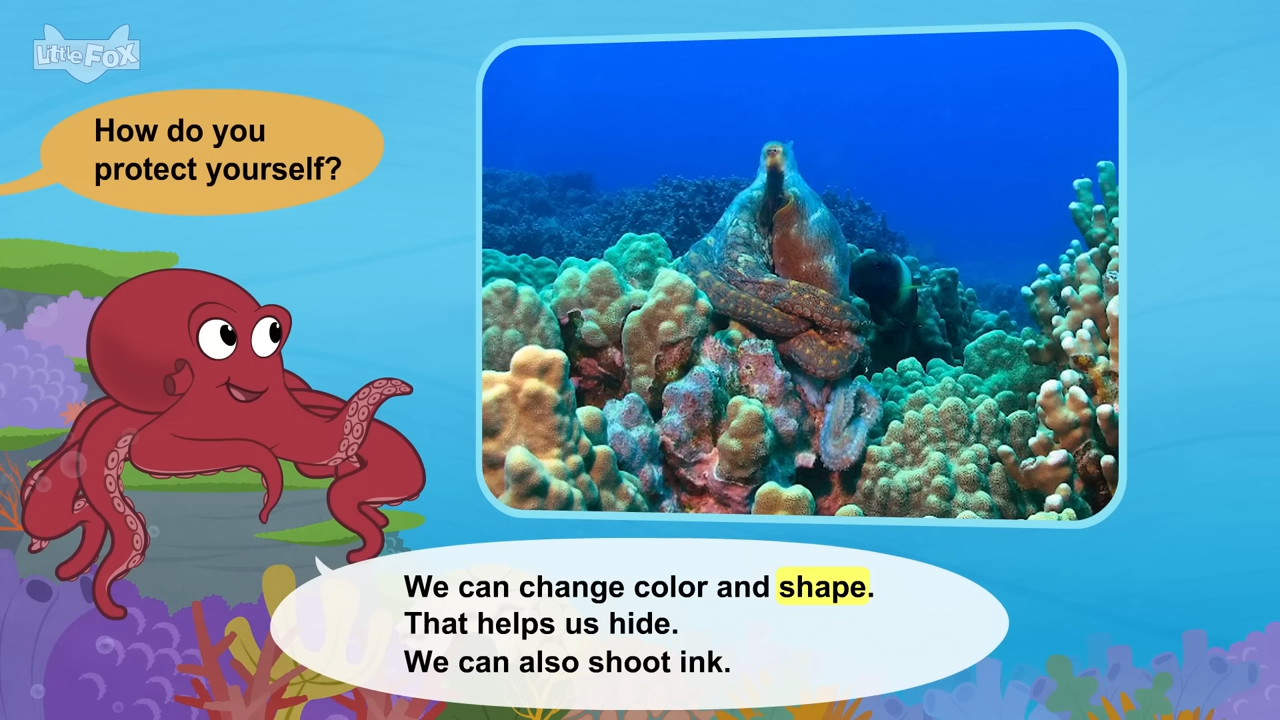 Little Fox
How do you
protect yourself?
We can change color and shape.
That helps us hide.
We can also shoot ink.